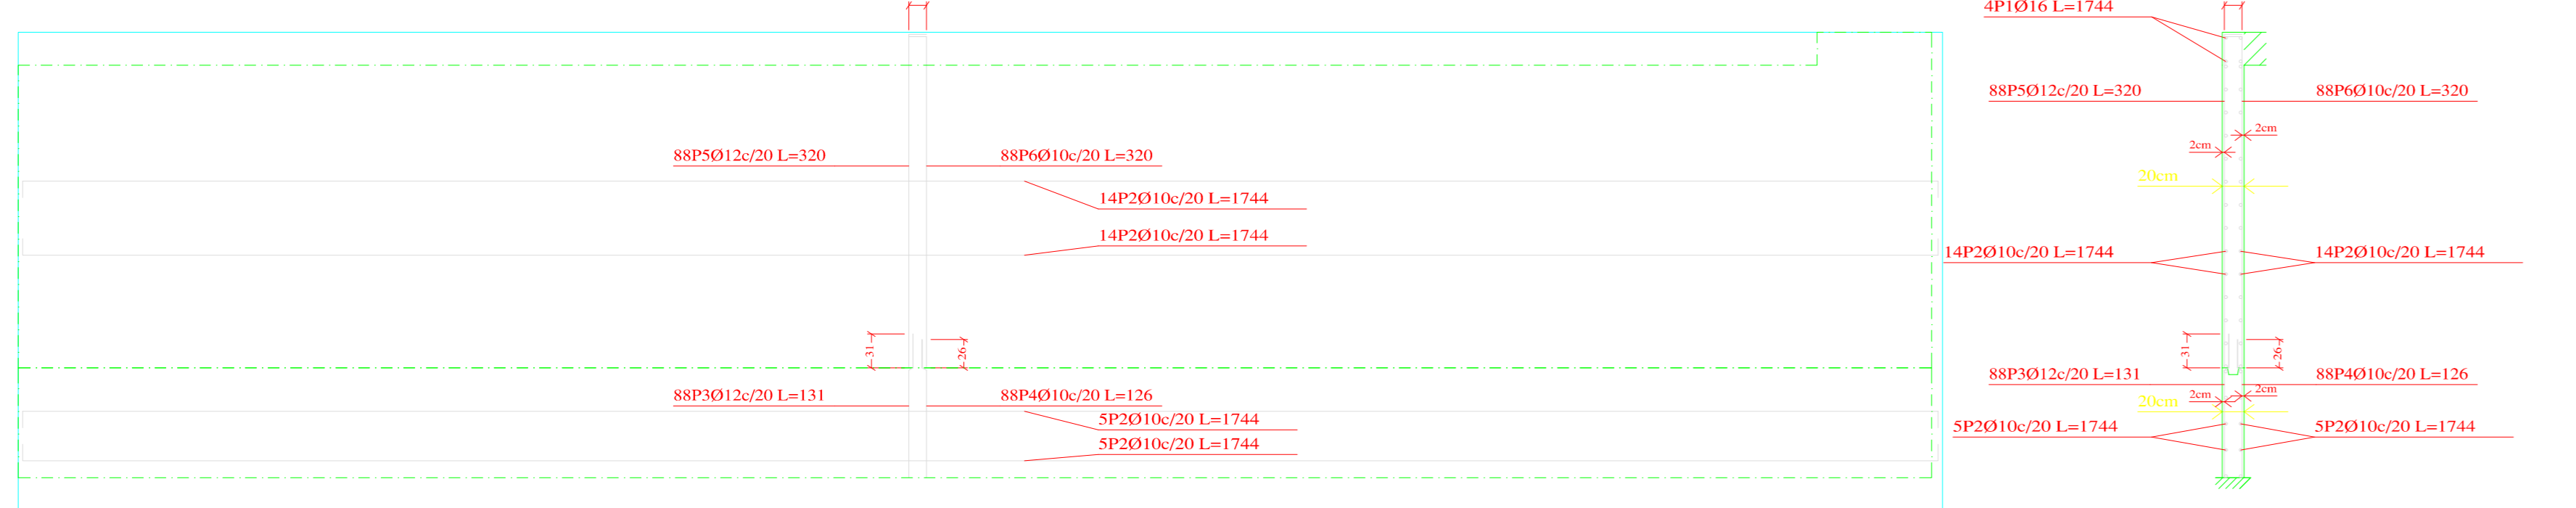 4P1Ø16 L=1744
88P5Ø12c/20 L=320
88P6Ø10c/20 L=320
2cm
2cm
88P5Ø12c/20 L=320
88P6Ø10c/20 L=320
20cm
14P2Ø10c/20 L=1744
14P2Ø10c/20 L=1744
14P2Ø10c/20 L=1744
14P2Ø10c/20 L=1744
31
26
31
26
88P3Ø12c/20 L=131
88P4Ø10c/20 L=126
88P3Ø12c/20 L=131
88P4Ø10c/20 L=126
2cm
2cm
20cm
5P2Ø10c/20 L=1744
5P2Ø10c/20 L=1744
5P2Ø10c/20 L=1744
5P2Ø10c/20 L=1744